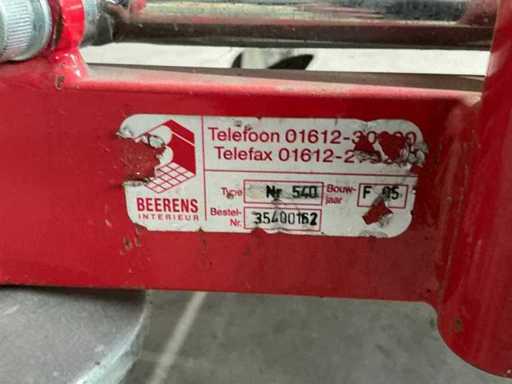 Telefoon 01612-30
Telefax 01612-2
Type Nr 540 Bouw-jaar F 05
Bestel-Nr. 35400162
BEERENS
INTERIEUR